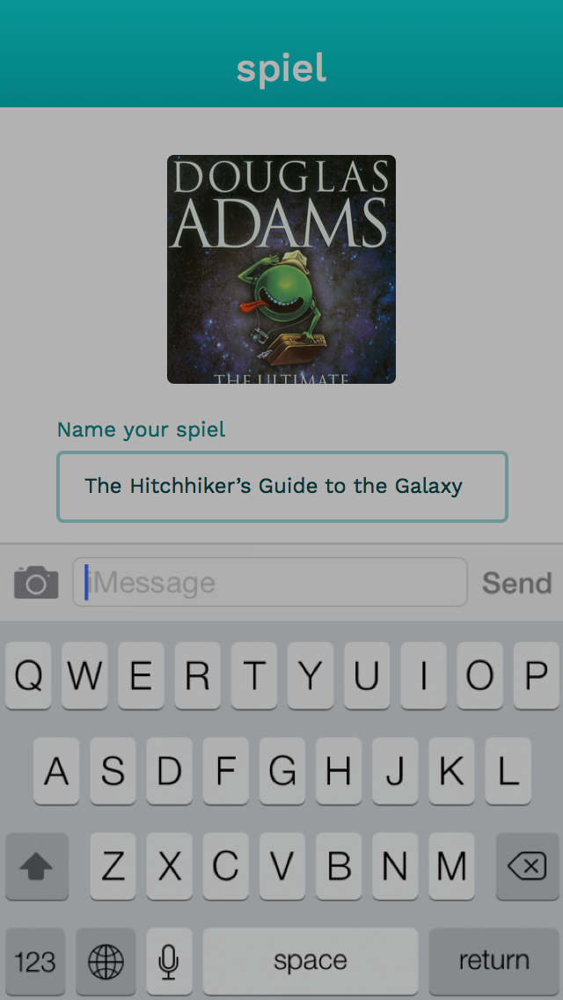 spiel
DOUGLAS
ADAMS
THE ULTIMATE
Name your spiel
The Hitchhiker’s Guide to the Galaxy
iMessage
Send
Q W E R T Y U I O P
A S D F G H J K L
Z X C V B N M
123
space
return